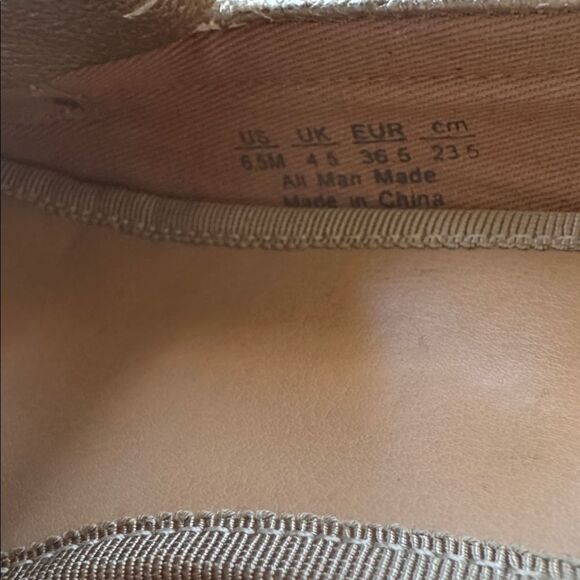 US UK EUR cm
6.5M 4.5 36.5 23.5
All Man Made
Made in China